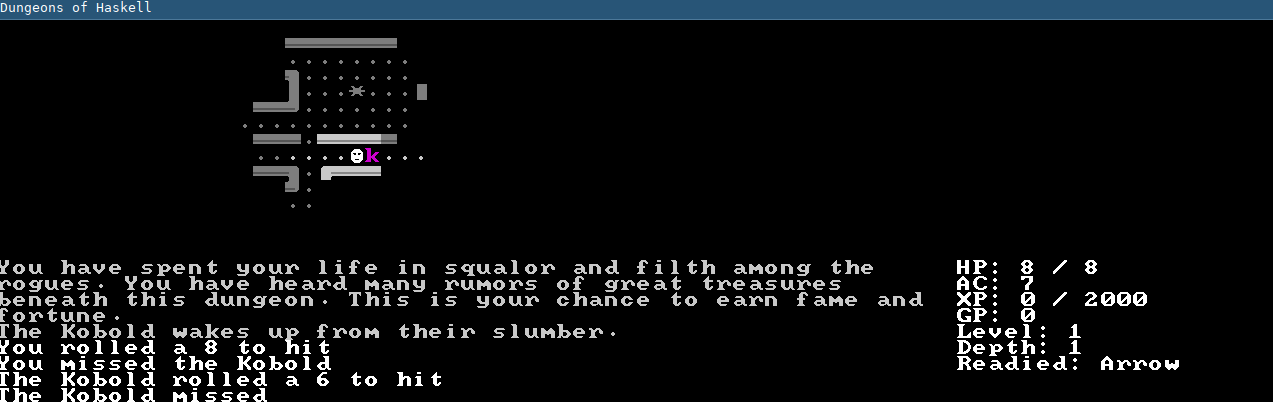 Dungeons of Haskell
k
You have spent your life in squalor and filth among the
rogues. You have heard many rumors of great treasures
beneath this dungeon. This is your chance to earn fame and
fortune.
The Kobold wakes up from their slumber.
You rolled a 8 to hit
You missed the Kobold
The Kobold rolled a 6 to hit
The Kobold missed
HP: 8 / 8
AC: 7
XP: 0 / 2000
GP: 0
Level: 1
Depth: 1
Readied: Arrow